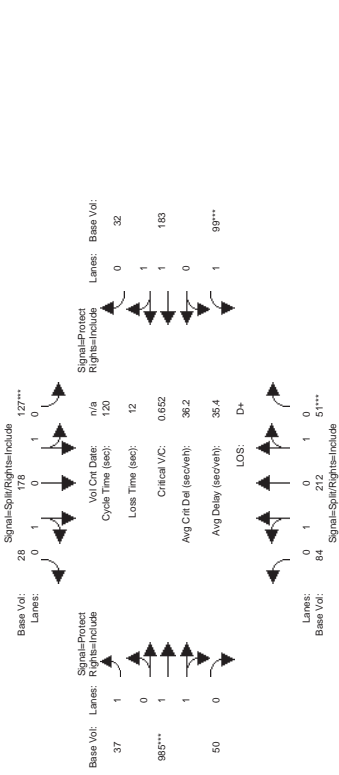 Signal=Split/Rights=Include
Base Vol: 28 178 127***
Lanes: 0 1 0 1 0
Signal=Protect
Rights=Include
Signal=Protect
Rights=Include
Base Vol: Lanes:
Vol Cnt Date: n/a
Lanes: Base Vol:
Cycle Time (sec): 120
37 1
0 32
Loss Time (sec): 12
0
1
985*** 1
Critical V/C: 0.652
1 183
1
Avg Crit Del (sec/veh): 36.2
0
50 0
Avg Delay (sec/veh): 35.4
1 99***
LOS: D+
Lanes: 0 1 0 1 0
Base Vol: 84 212 51***
Signal=Split/Rights=Include